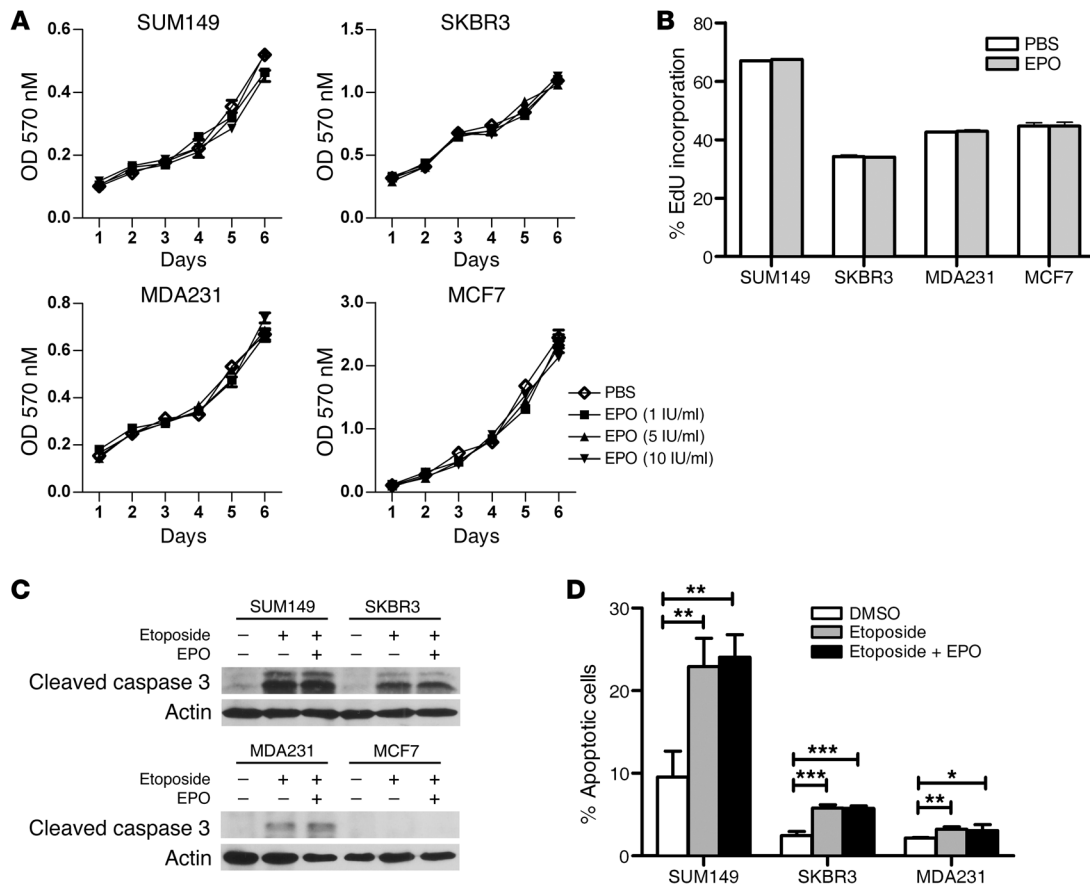 A
SUM149
OD 570 nM
0.6
0.4
0.2
0.0
1 2 3 4 5 6
Days
SKBR3
OD 570 nM
1.5
1.0
0.5
0.0
1 2 3 4 5 6
Days
MDA231
OD 570 nM
0.8
0.6
0.4
0.2
0.0
1 2 3 4 5 6
Days
MCF7
OD 570 nM
3.0
2.0
1.0
0.0
1 2 3 4 5 6
Days
PBS
EPO (1 IU/ml)
EPO (5 IU/ml)
EPO (10 IU/ml)
B
% EdU incorporation
80
60
40
20
0
PBS
EPO
SUM149 SKBR3 MDA231 MCF7
C
SUM149 SKBR3
Etoposide – + + – + +
EPO – – + – – +
Cleaved caspase 3
Actin
MDA231 MCF7
Etoposide – + + – + +
EPO – – + – – +
Cleaved caspase 3
Actin
D
% Apoptotic cells
30
20
10
0
DMSO
Etoposide
Etoposide + EPO
**
**
***
***
*
**
SUM149 SKBR3 MDA231